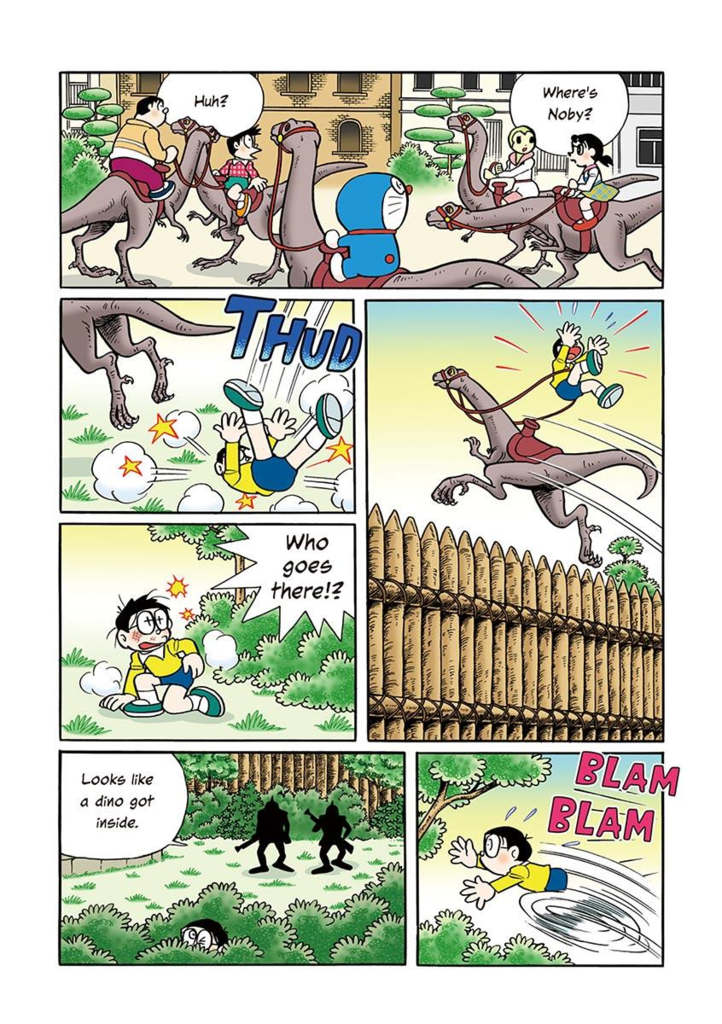 Huh?
Where's
Noby?
THUD
Who
goes
there!?
Looks like
a dino got
inside.
BLAM
BLAM